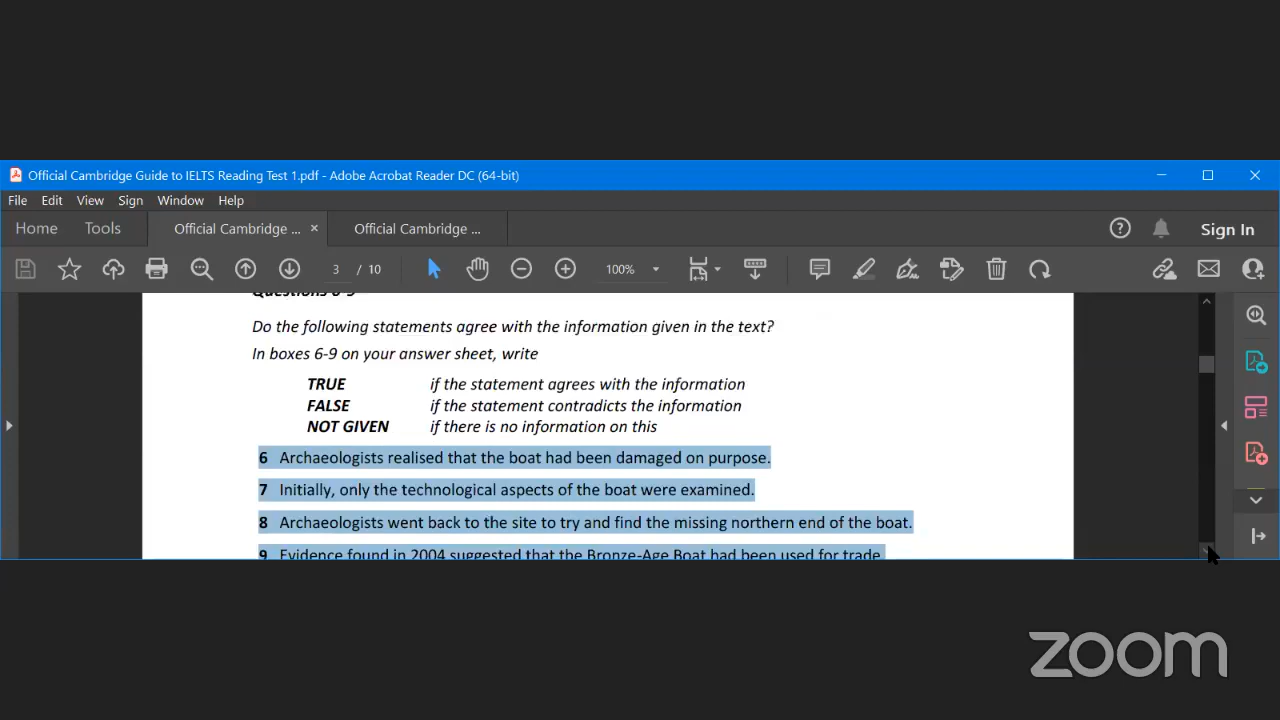 Official Cambridge Guide to IELTS Reading Test 1.pdf - Adobe Acrobat Reader DC (64-bit)
File Edit View Sign Window Help
Home Tools Official Cambridge ... × Official Cambridge ... Sign In
3 / 10 100%
Questions 6-9
Do the following statements agree with the information given in the text?
In boxes 6-9 on your answer sheet, write
TRUE if the statement agrees with the information
FALSE if the statement contradicts the information
NOT GIVEN if there is no information on this
6 Archaeologists realised that the boat had been damaged on purpose.
7 Initially, only the technological aspects of the boat were examined.
8 Archaeologists went back to the site to try and find the missing northern end of the boat.
9 Evidence found in 2004 suggested that the Bronze-Age Boat had been used for trade.
zoom